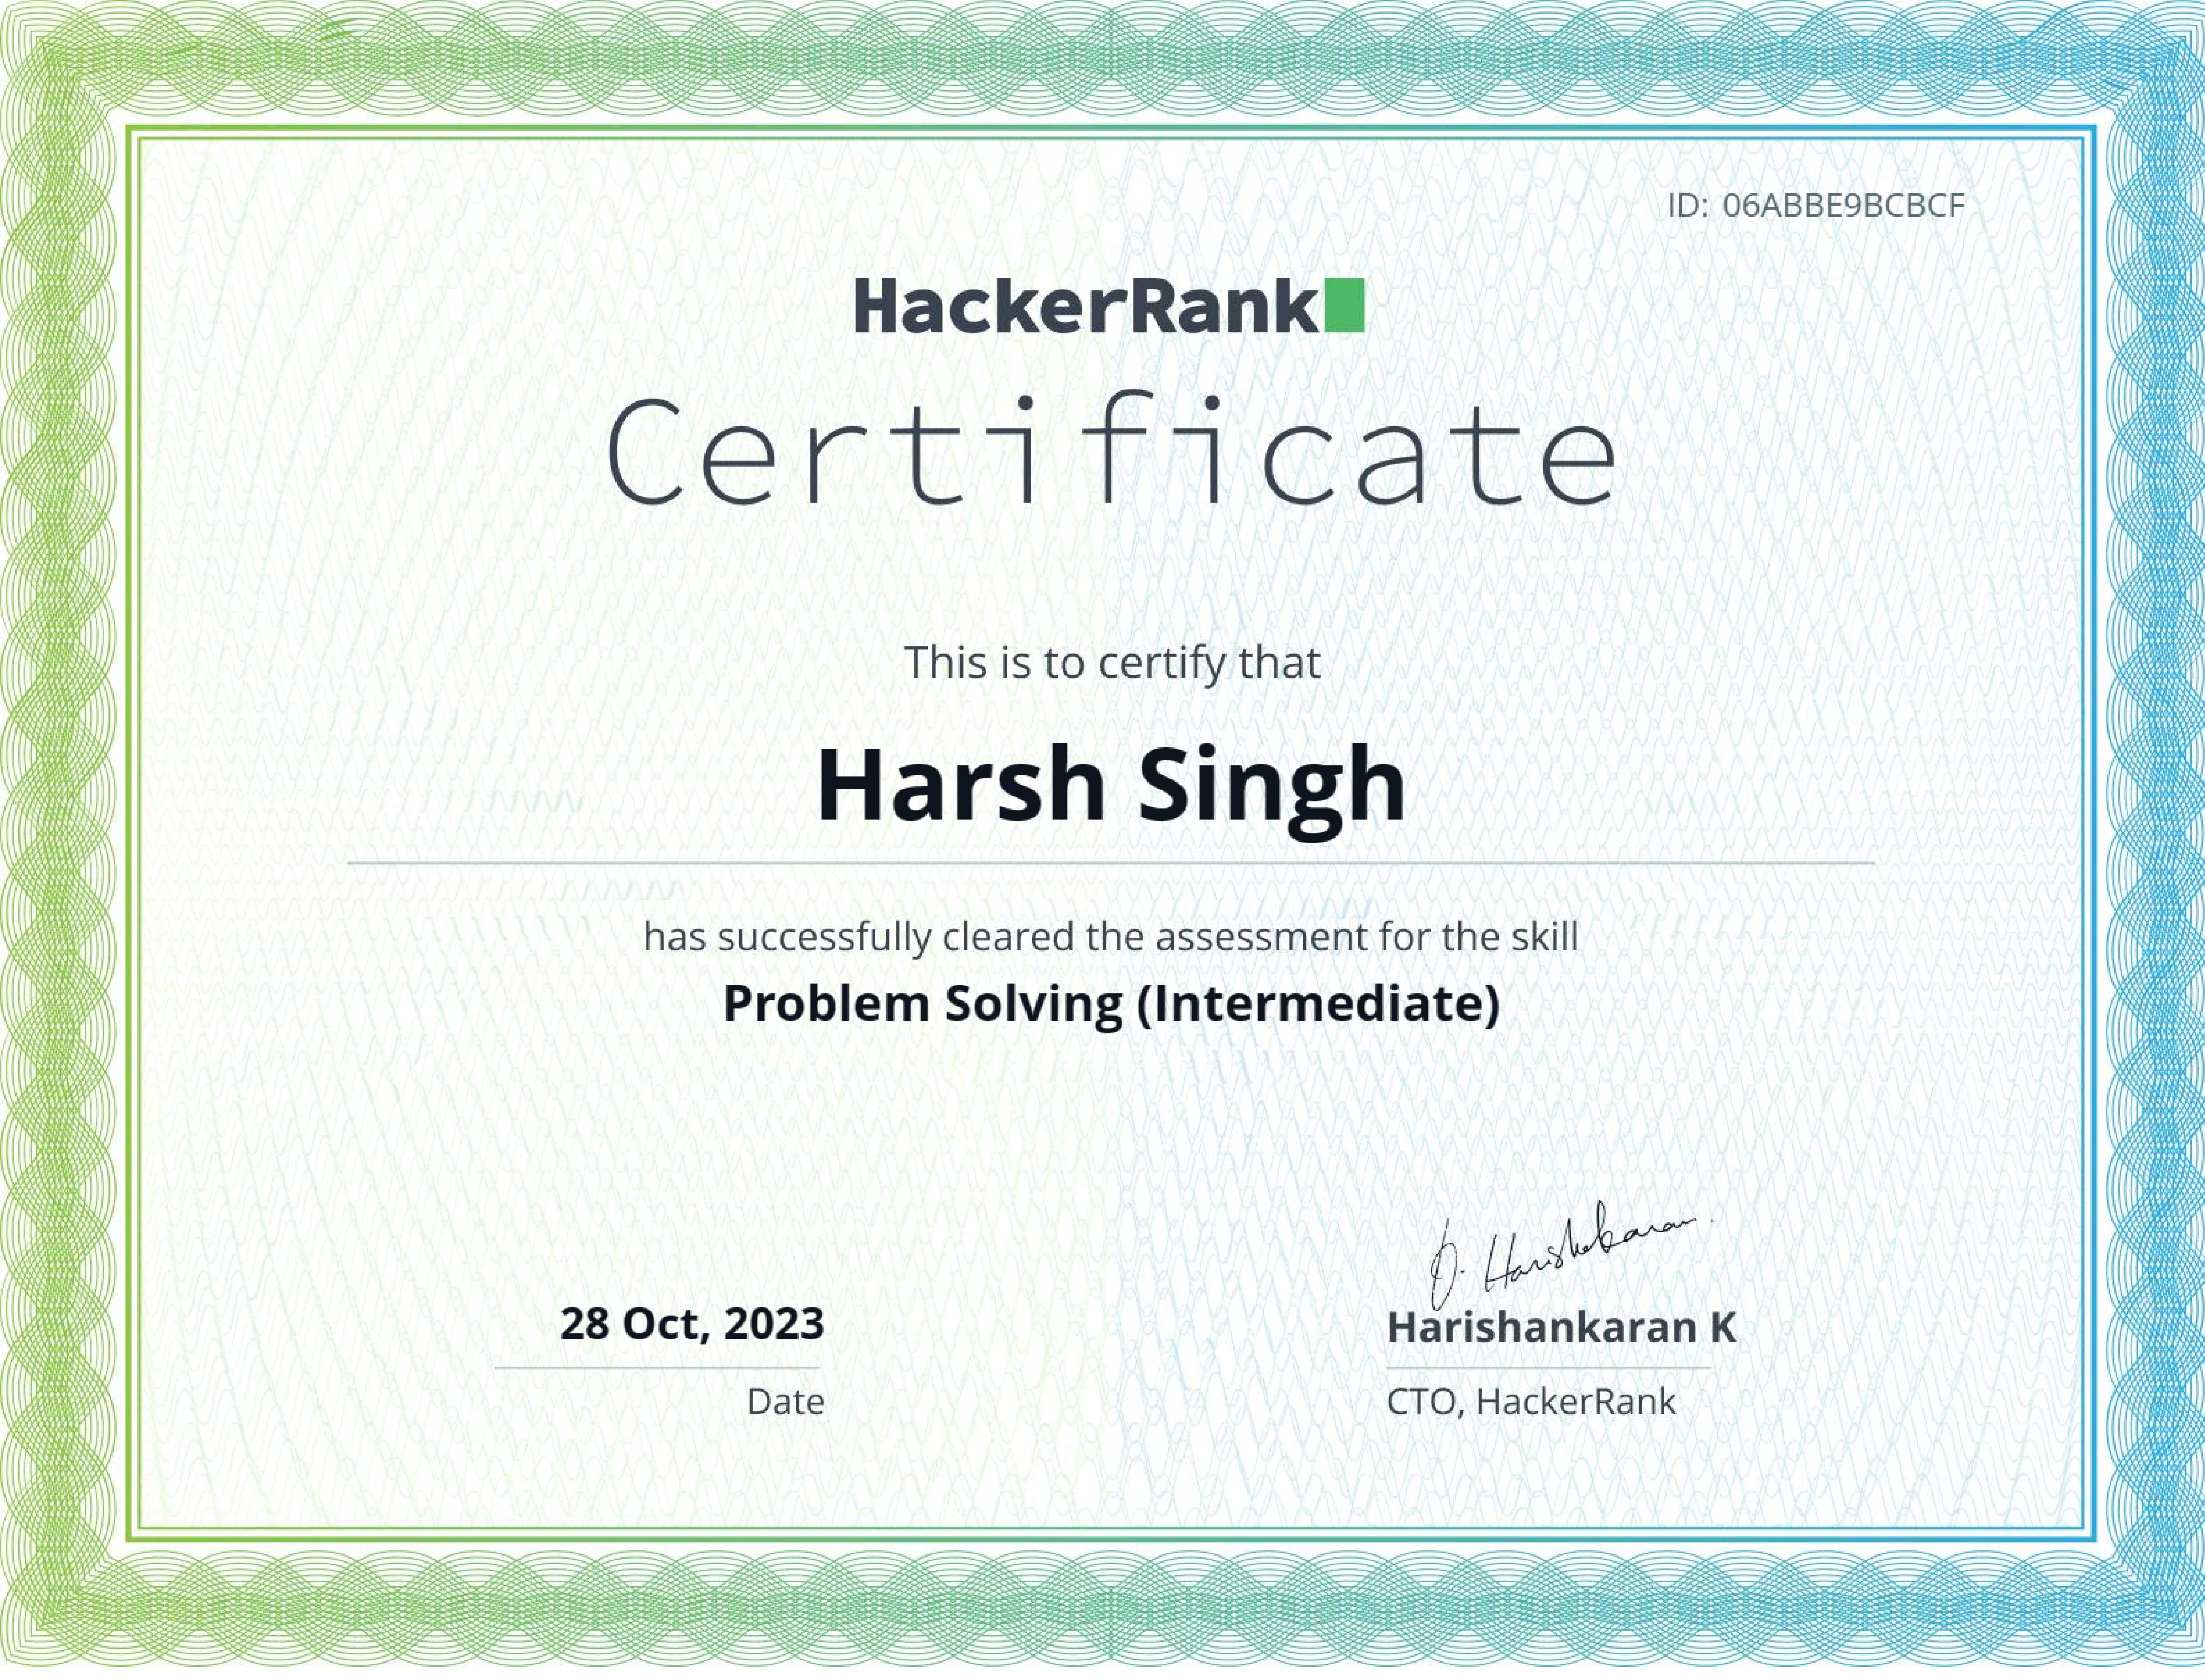 ID: 06ABBE9BCBCF
HackerRank
Certificate
This is to certify that
Harsh Singh
has successfully cleared the assessment for the skill
Problem Solving (Intermediate)
28 Oct, 2023
Date
Harishankaran K
CTO, HackerRank